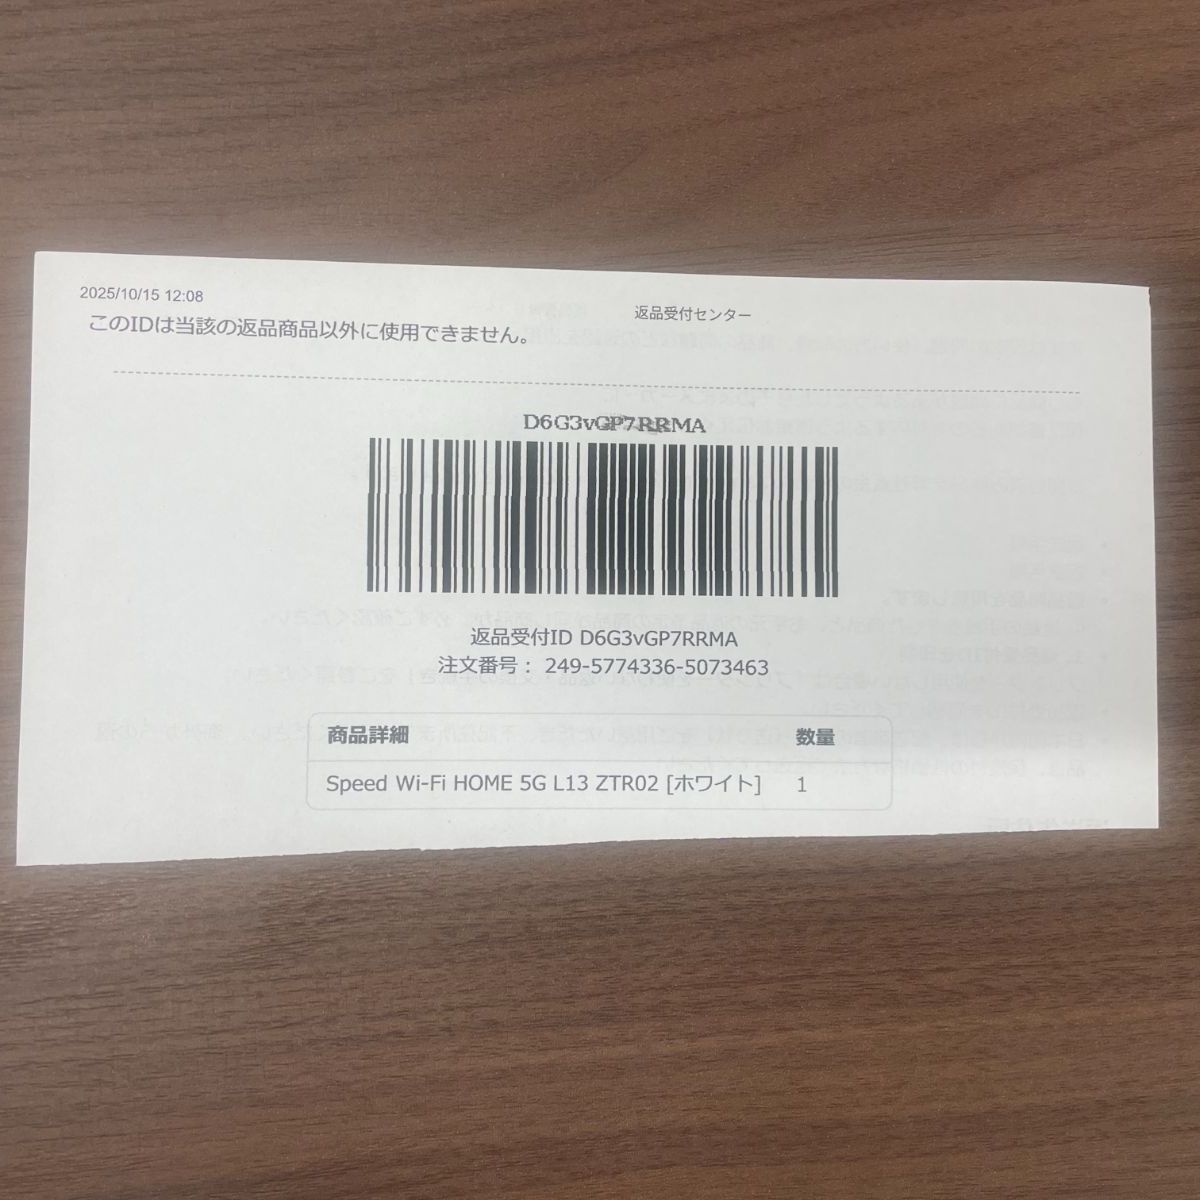 2025/10/15 12:08
返品受付センター
このIDは当該の返品商品以外に使用できません。
D6G3vGP7RRMA
返品受付ID D6G3vGP7RRMA
注文番号： 249-5774336-5073463
商品詳細 数量
Speed Wi-Fi HOME 5G L13 ZTR02 [ホワイト] 1